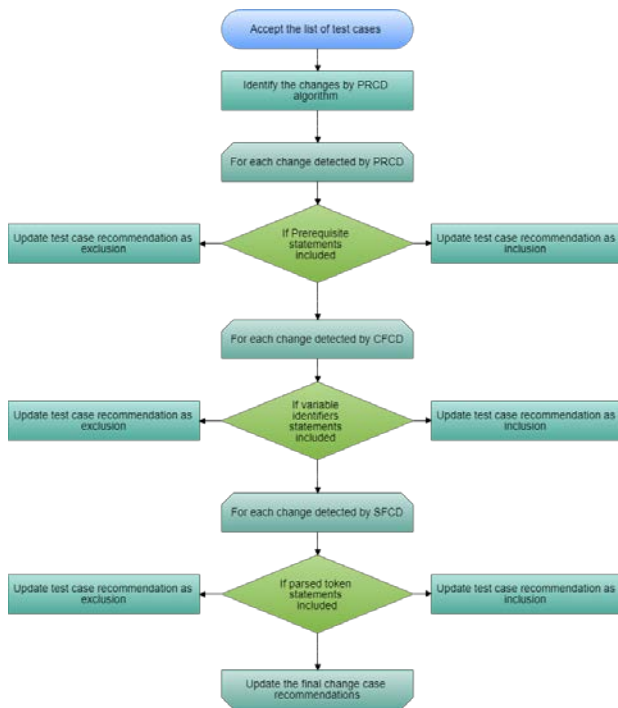 Accept the list of test cases
Identify the changes by PRCD
algorithm
For each change detected by PRCD
If Prerequisite
statements
included
Update test case recommendation as
exclusion
Update test case recommendation as
inclusion
For each change detected by CFCD
If variable
identifiers
statements
included
Update test case recommendation as
exclusion
Update test case recommendation as
inclusion
For each change detected by SFCD
If parsed token
statements
included
Update test case recommendation as
exclusion
Update test case recommendation as
inclusion
Update the final change case
recommendations